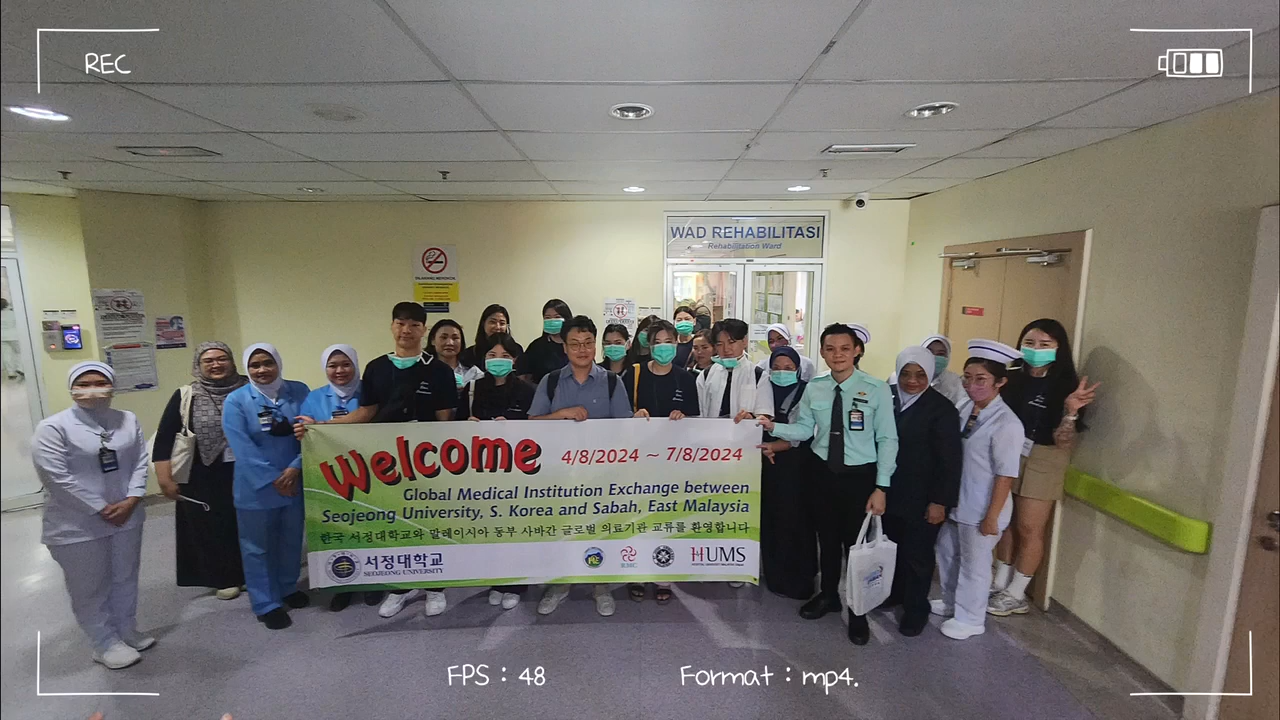 REC
WAD REHABILITASI
Rehabilitation Ward
Welcome
4/8/2024 ~ 7/8/2024
Global Medical Institution Exchange between
Seojeong University, S. Korea and Sabah, East Malaysia
한국 서정대학교와 말레이시아 동부 사바간 글로벌 의료기관 교류를 환영합니다
서정대학교
SEOJEONG UNIVERSITY
HUMS
FPS : 48
Format : mp4.